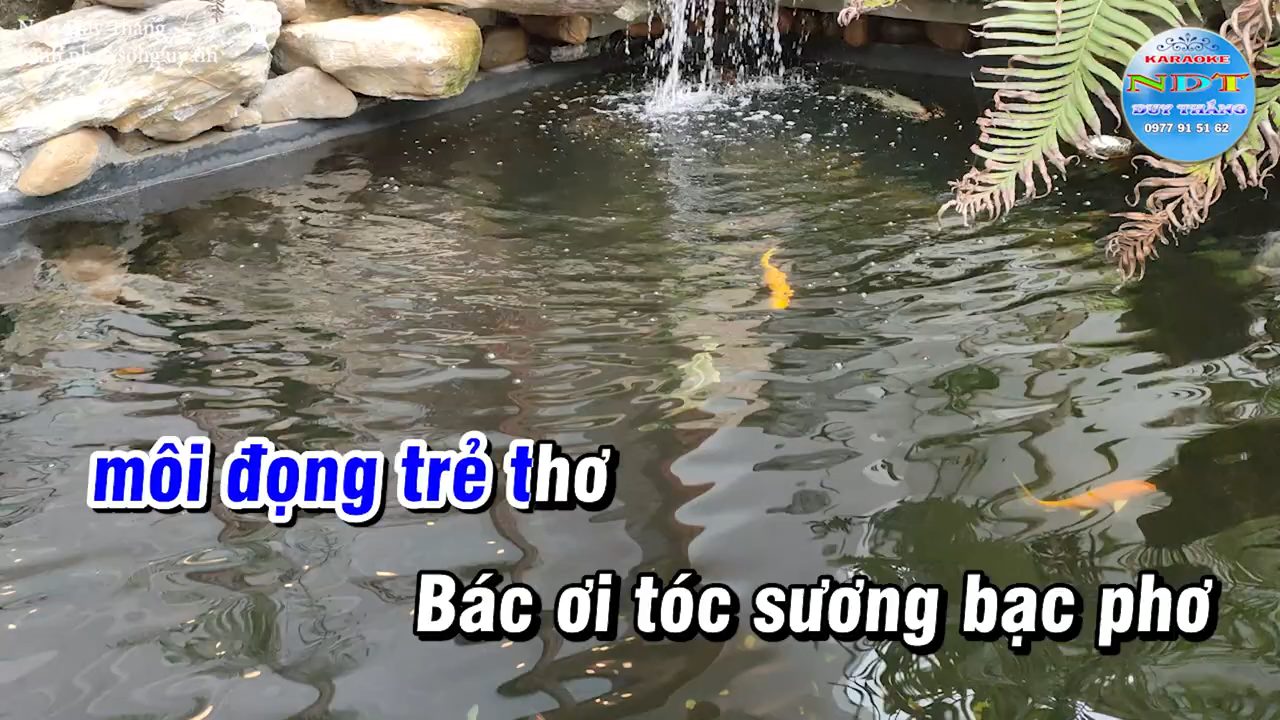 KARAOKE
NDT
DUY THẮNG
0977 91 51 62
môi đọng trẻ thơ
Bác ơi tóc sương bạc phơ